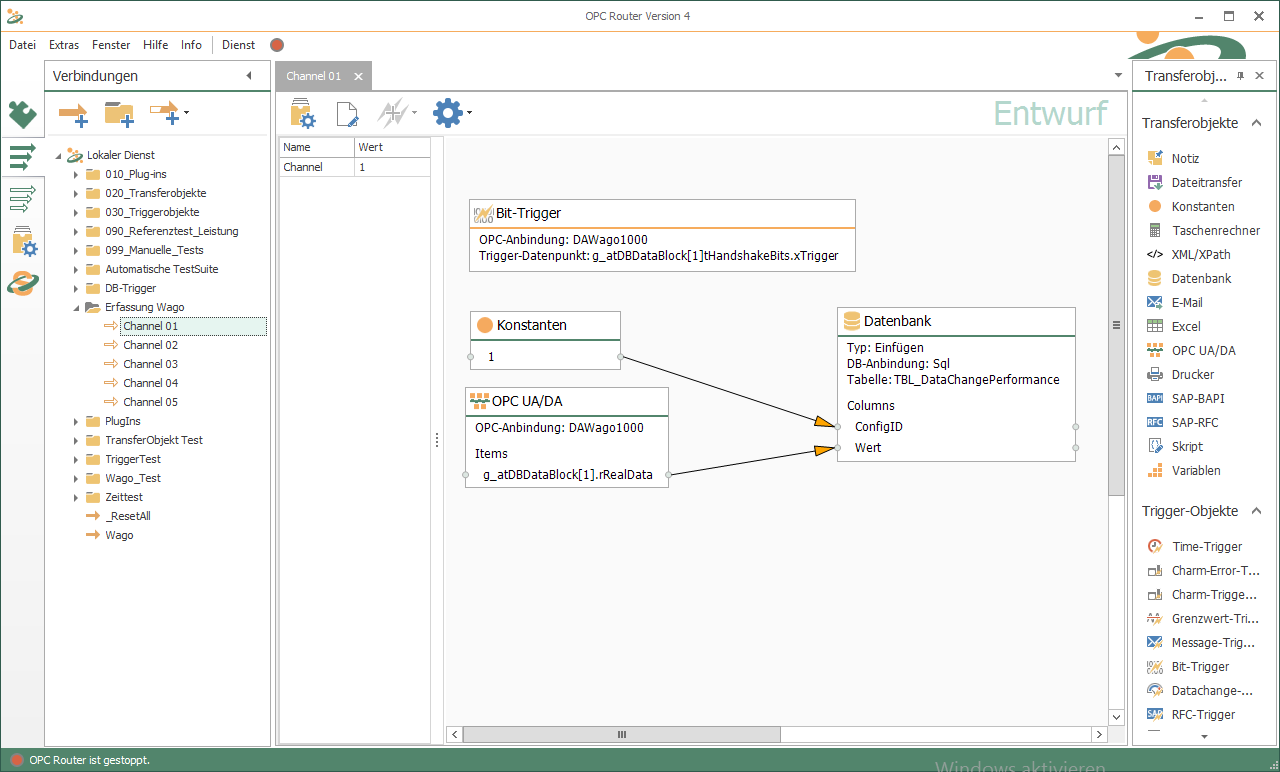 OPC Router Version 4
Datei Extras Fenster Hilfe Info Dienst
Verbindungen
Lokaler Dienst
010_Plug-ins
020_Transferobjekte
030_Triggerobjekte
090_Referenztest_Leistung
099_Manuelle_Tests
Automatische TestSuite
DB-Trigger
Erfassung Wago
Channel 01
Channel 02
Channel 03
Channel 04
Channel 05
PlugIns
TransferObjekt Test
TriggerTest
Wago_Test
Zeittest
_ResetAll
Wago
Channel 01
Entwurf
Name Wert
Channel 1
Bit-Trigger
OPC-Anbindung: DAWago1000
Trigger-Datenpunkt: g_atDBDataBlock[1]tHandshakeBits.xTrigger
Konstanten
1
OPC UA/DA
OPC-Anbindung: DAWago1000
Items
g_atDBDataBlock[1].rRealData
Datenbank
Typ: Einfügen
DB-Anbindung: Sql
Tabelle: TBL_DataChangePerformance
Columns
ConfigID
Wert
Transferobj...
Transferobjekte
Notiz
Dateitransfer
Konstanten
Taschenrechner
XML/XPath
Datenbank
E-Mail
Excel
OPC UA/DA
Drucker
SAP-BAPI
SAP-RFC
Skript
Variablen
Trigger-Objekte
Time-Trigger
Charm-Error-T...
Charm-Trigge...
Grenzwert-Tri...
Message-Trig...
Bit-Trigger
Datachange-...
RFC-Trigger
OPC Router ist gestoppt.
Windows aktivieren